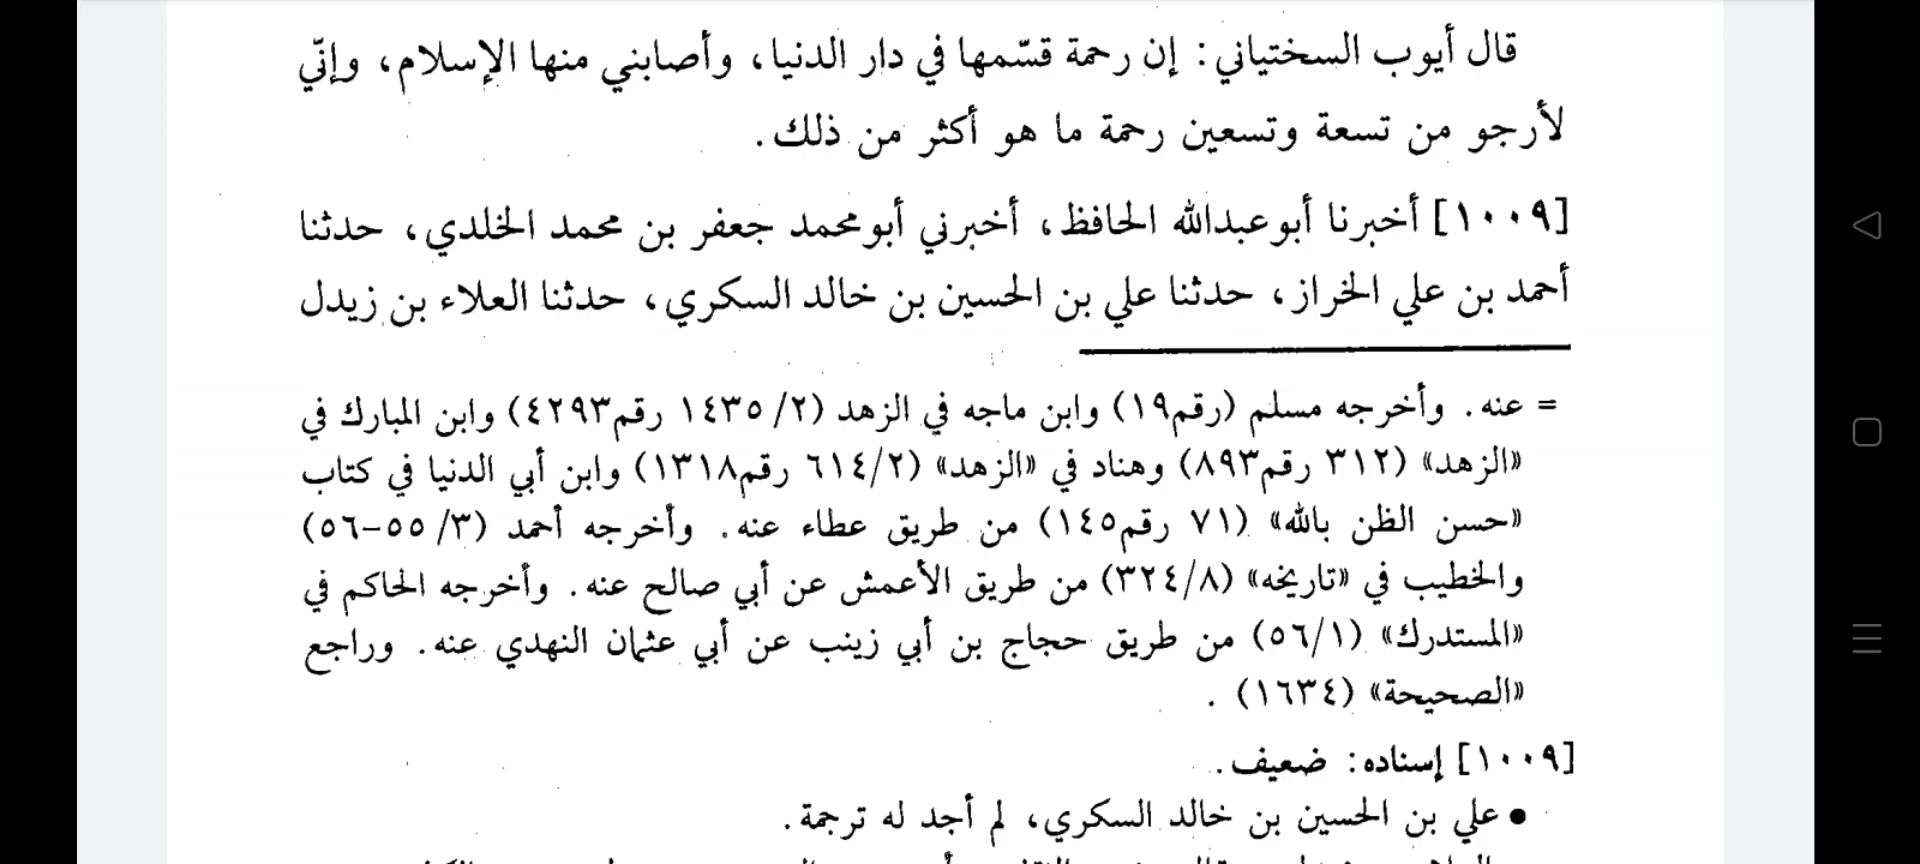 قال أيوب السختياني: إن رحمة قسّمها في دار الدنيا، وأصابني منها الإسلام، وإنّي
لأرجو من تسعة وتسعين رحمة ما هو أكثر من ذلك.
[١٠٠٩] أخبرنا أبوعبدالله الحافظ، أخبرني أبومحمد جعفر بن محمد الخلدي، حدثنا
أحمد بن علي الخراز، حدثنا علي بن الحسين بن خالد السكري، حدثنا العلاء بن زيدل
= عنه. وأخرجه مسلم (رقم١٩) وابن ماجه في الزهد (٢/ ١٤٣٥ رقم٤٢٩٣) وابن المبارك في
«الزهد» (٣١٢ رقم٨٩٣) وهناد في «الزهد» (٢/ ٦١٤ رقم١٣١٨) وابن أبي الدنيا في كتاب
«حسن الظن بالله» (٧١ رقم١٤٥) من طريق عطاء عنه. وأخرجه أحمد (٣/ ٥٥-٥٦)
والخطيب في «تاريخه» (٨/ ٣٢٤) من طريق الأعمش عن أبي صالح عنه. وأخرجه الحاكم في
«المستدرك» (١/ ٥٦) من طريق حجاج بن أبي زينب عن أبي عثمان النهدي عنه. وراجع
«الصحيحة» (١٦٣٤) .
[١٠٠٩] إسناده: ضعيف.
● علي بن الحسين بن خالد السكري، لم أجد له ترجمة.